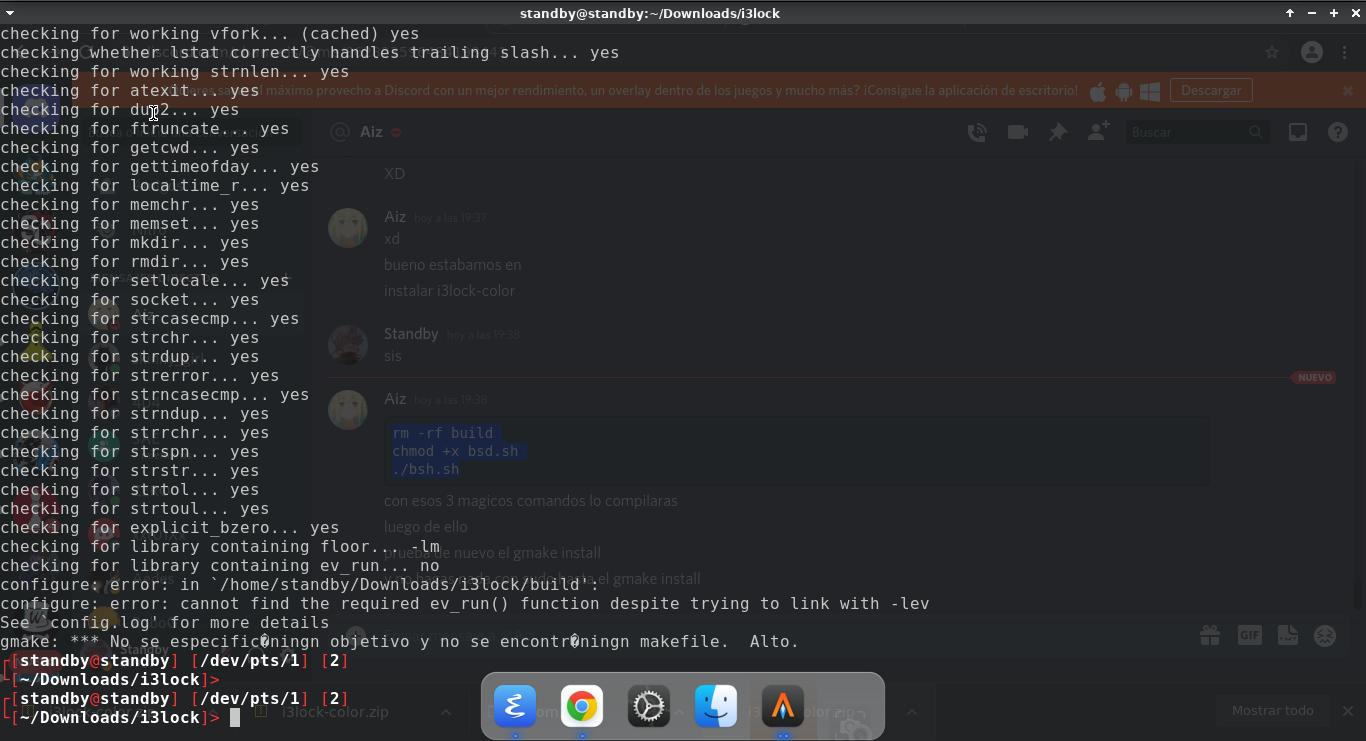 standby@standby:~/Downloads/i3lock
checking for working vfork... (cached) yes
checking whether lstat correctly handles trailing slash... yes
checking for working strnlen... yes
checking for atexit... yes
checking for dup2... yes
checking for ftruncate... yes
checking for getcwd... yes
checking for gettimeofday... yes
checking for localtime_r... yes
checking for memchr... yes
checking for memset... yes
checking for mkdir... yes
checking for rmdir... yes
checking for setlocale... yes
checking for socket... yes
checking for strcasecmp... yes
checking for strchr... yes
checking for strdup... yes
checking for strerror... yes
checking for strncasecmp... yes
checking for strndup... yes
checking for strrchr... yes
checking for strspn... yes
checking for strstr... yes
checking for strtol... yes
checking for strtoul... yes
checking for explicit_bzero... yes
checking for library containing floor... -lm
checking for library containing ev_run... no
configure: error: in `/home/standby/Downloads/i3lock/build':
configure: error: cannot find the required ev_run() function despite trying to link with -lev
See `config.log' for more details
gmake: *** No se especific�ningn objetivo y no se encontr�ningn makefile.  Alto.
[standby@standby] [/dev/pts/1] [2]
[~/Downloads/i3lock]>
[standby@standby] [/dev/pts/1] [2]
[~/Downloads/i3lock]>
máximo provecho a Discord con un mejor rendimiento, un overlay dentro de los juegos y mucho más? ¡Consigue la aplicación de escritorio!
Descargar
Aiz
Buscar
XD
Aiz hoy a las 19:37
xd
bueno estabamos en
instalar i3lock-color
Standby hoy a las 19:38
sis
NUEVO
Aiz hoy a las 19:38
rm -rf build
chmod +x bsd.sh
./bsh.sh
con esos 3 magicos comandos lo compilaras
luego de ello
prueba de nuevo el gmake install
hasta el gmake install
GIF
Standby
i3lock-color.zip
Mostrar todo